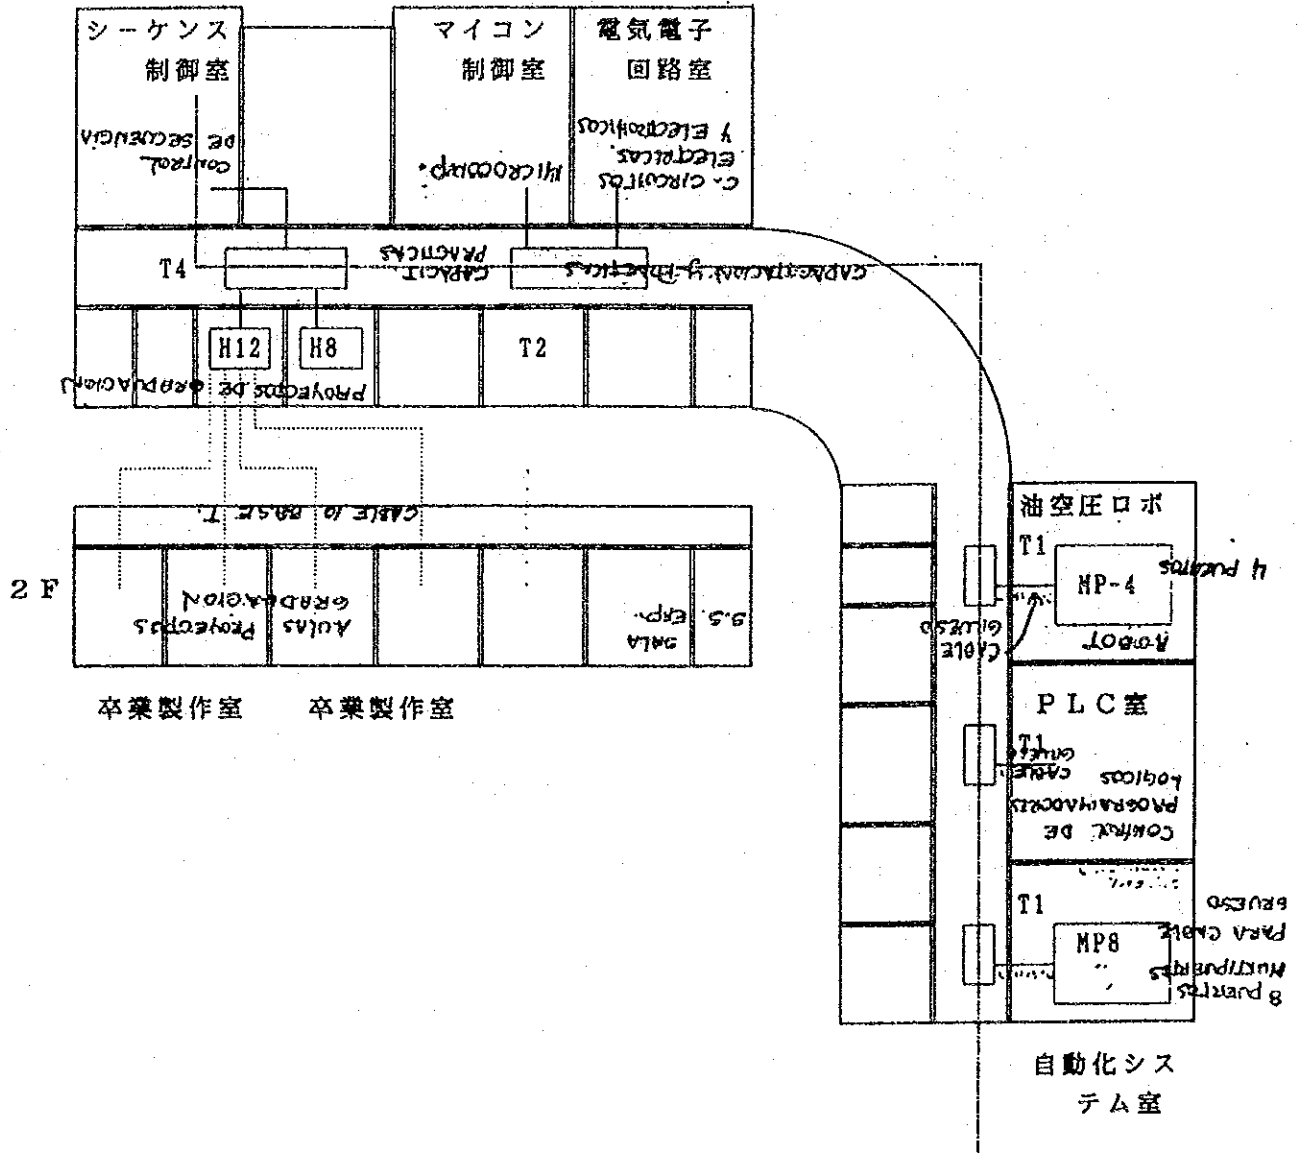 シーケンス
制御室
マイコン
制御室
電気電子
回路室
CONTROL
DE SECUENCIA
MICROCOMP.
C. CIRCUITOS
ELECTRICAS
Y ELECTRONICOS
T4
CAPACIT.
PRACTICAS
CAPACITACION Y PRACTICAS
H12
H8
T2
PROYECTOS DE GRADUACION
CABLE 10 BASE T.
2F
AULAS PROYECTOS
GRADUACION
SALA
EXP.
S.S.
卒業製作室
卒業製作室
油空圧ロボ
T1
MP-4
4 PUERTOS
CABLE
GRUESO
ROBOT
PLC室
T1
CABLE
GRUESO
CONTROL DE
PROGRAMADORES
LOGICOS
T1
MP8
8 PUERTOS
MULTIPUERTOS
PARA CABLE
GRUESO
自動化シス
テム室